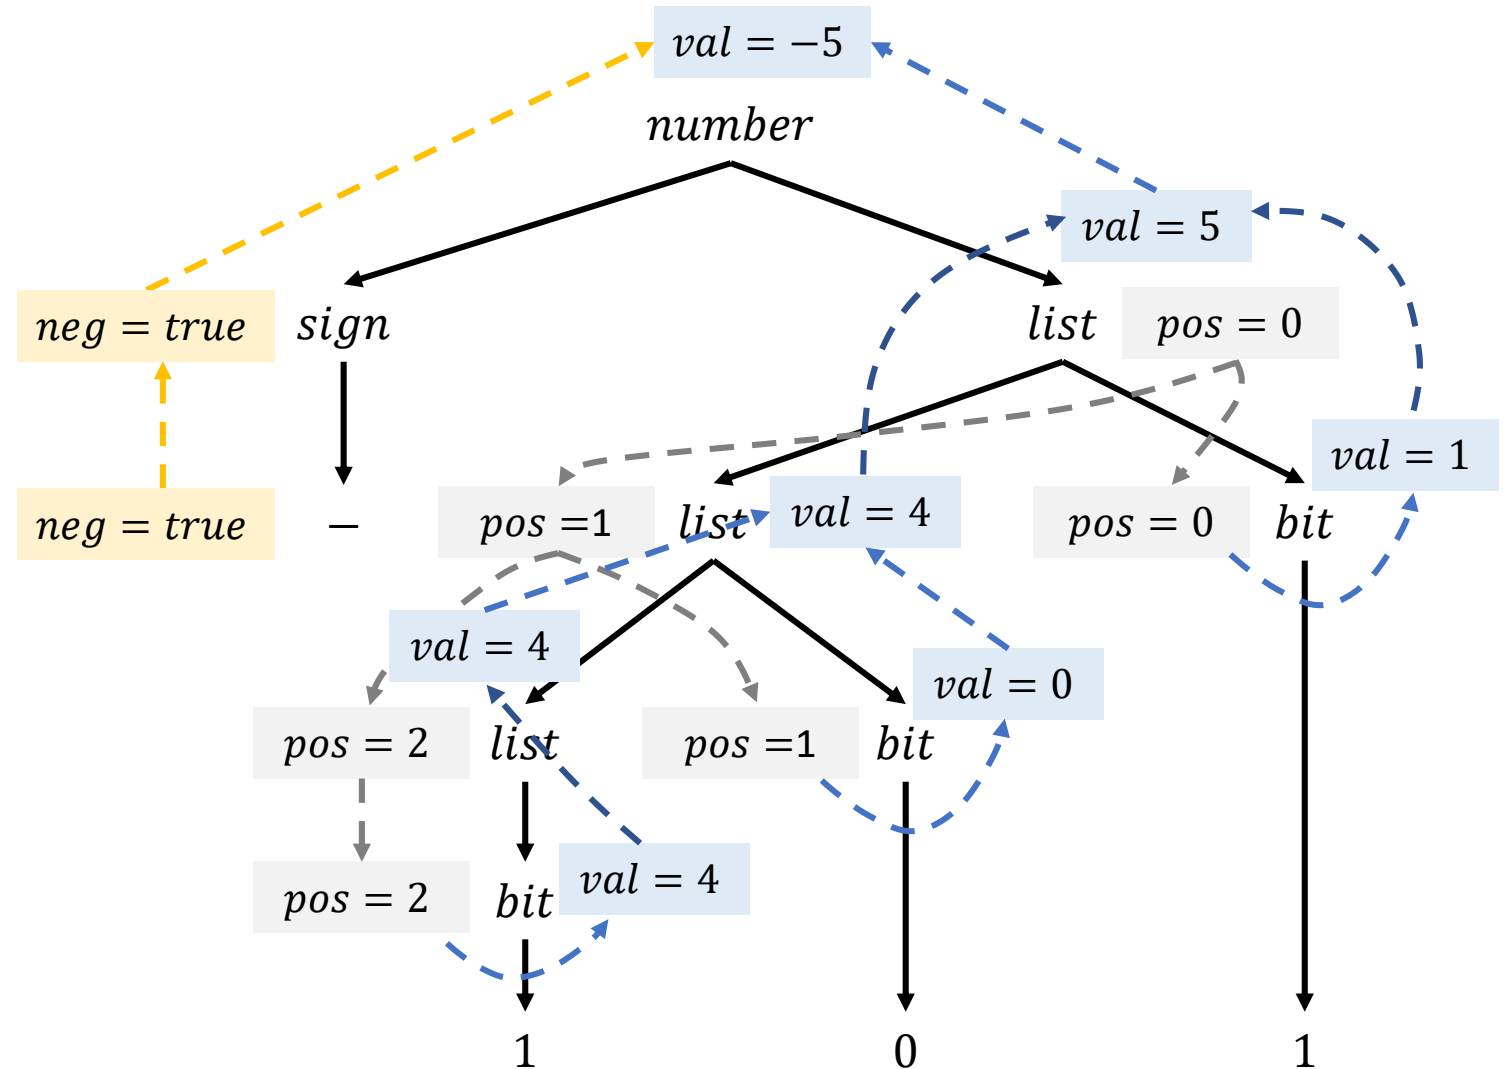 val = −5
number
val = 5
neg = true sign list pos = 0
val = 1
neg = true − pos =1 list val = 4 pos = 0 bit
val = 4
val = 0
pos = 2 list pos =1 bit
pos = 2 bit val = 4
1 0 1